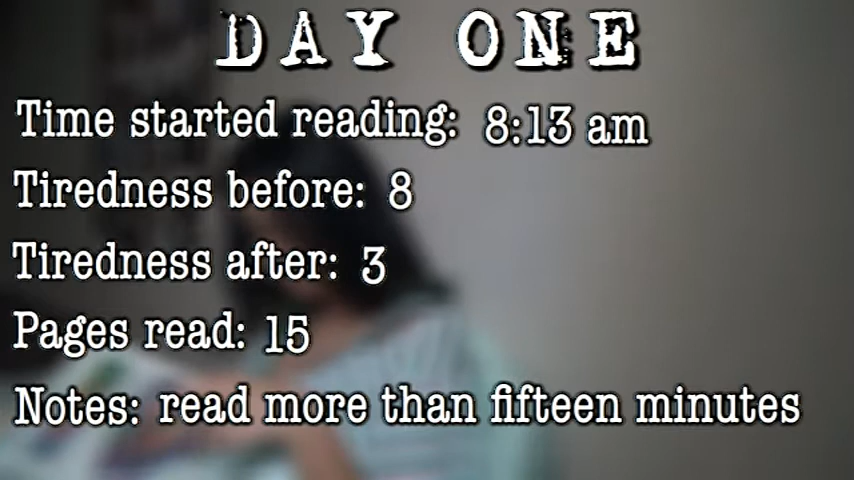 DAY ONE
Time started reading: 8:13 am
Tiredness before: 8
Tiredness after: 3
Pages read: 15
Notes: read more than fifteen minutes